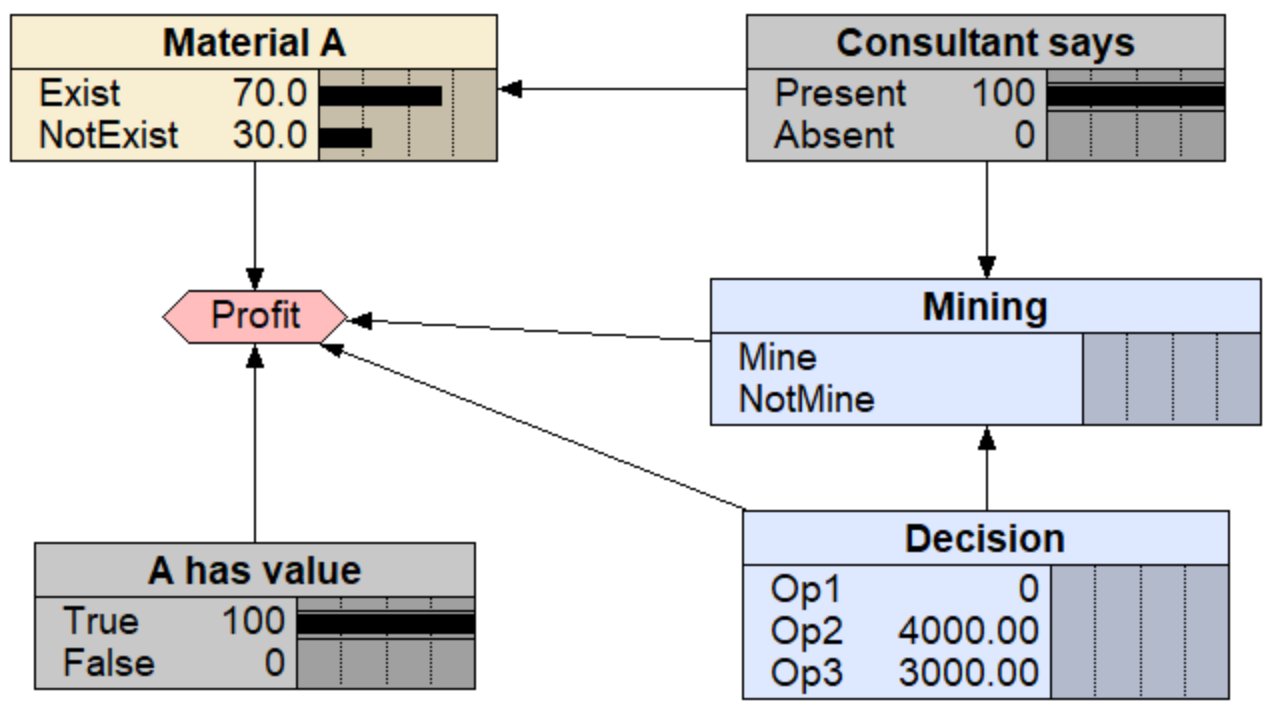 Material A
Exist 70.0
NotExist 30.0
Consultant says
Present 100
Absent 0
Profit
Mining
Mine
NotMine
A has value
True 100
False 0
Decision
Op1 0
Op2 4000.00
Op3 3000.00